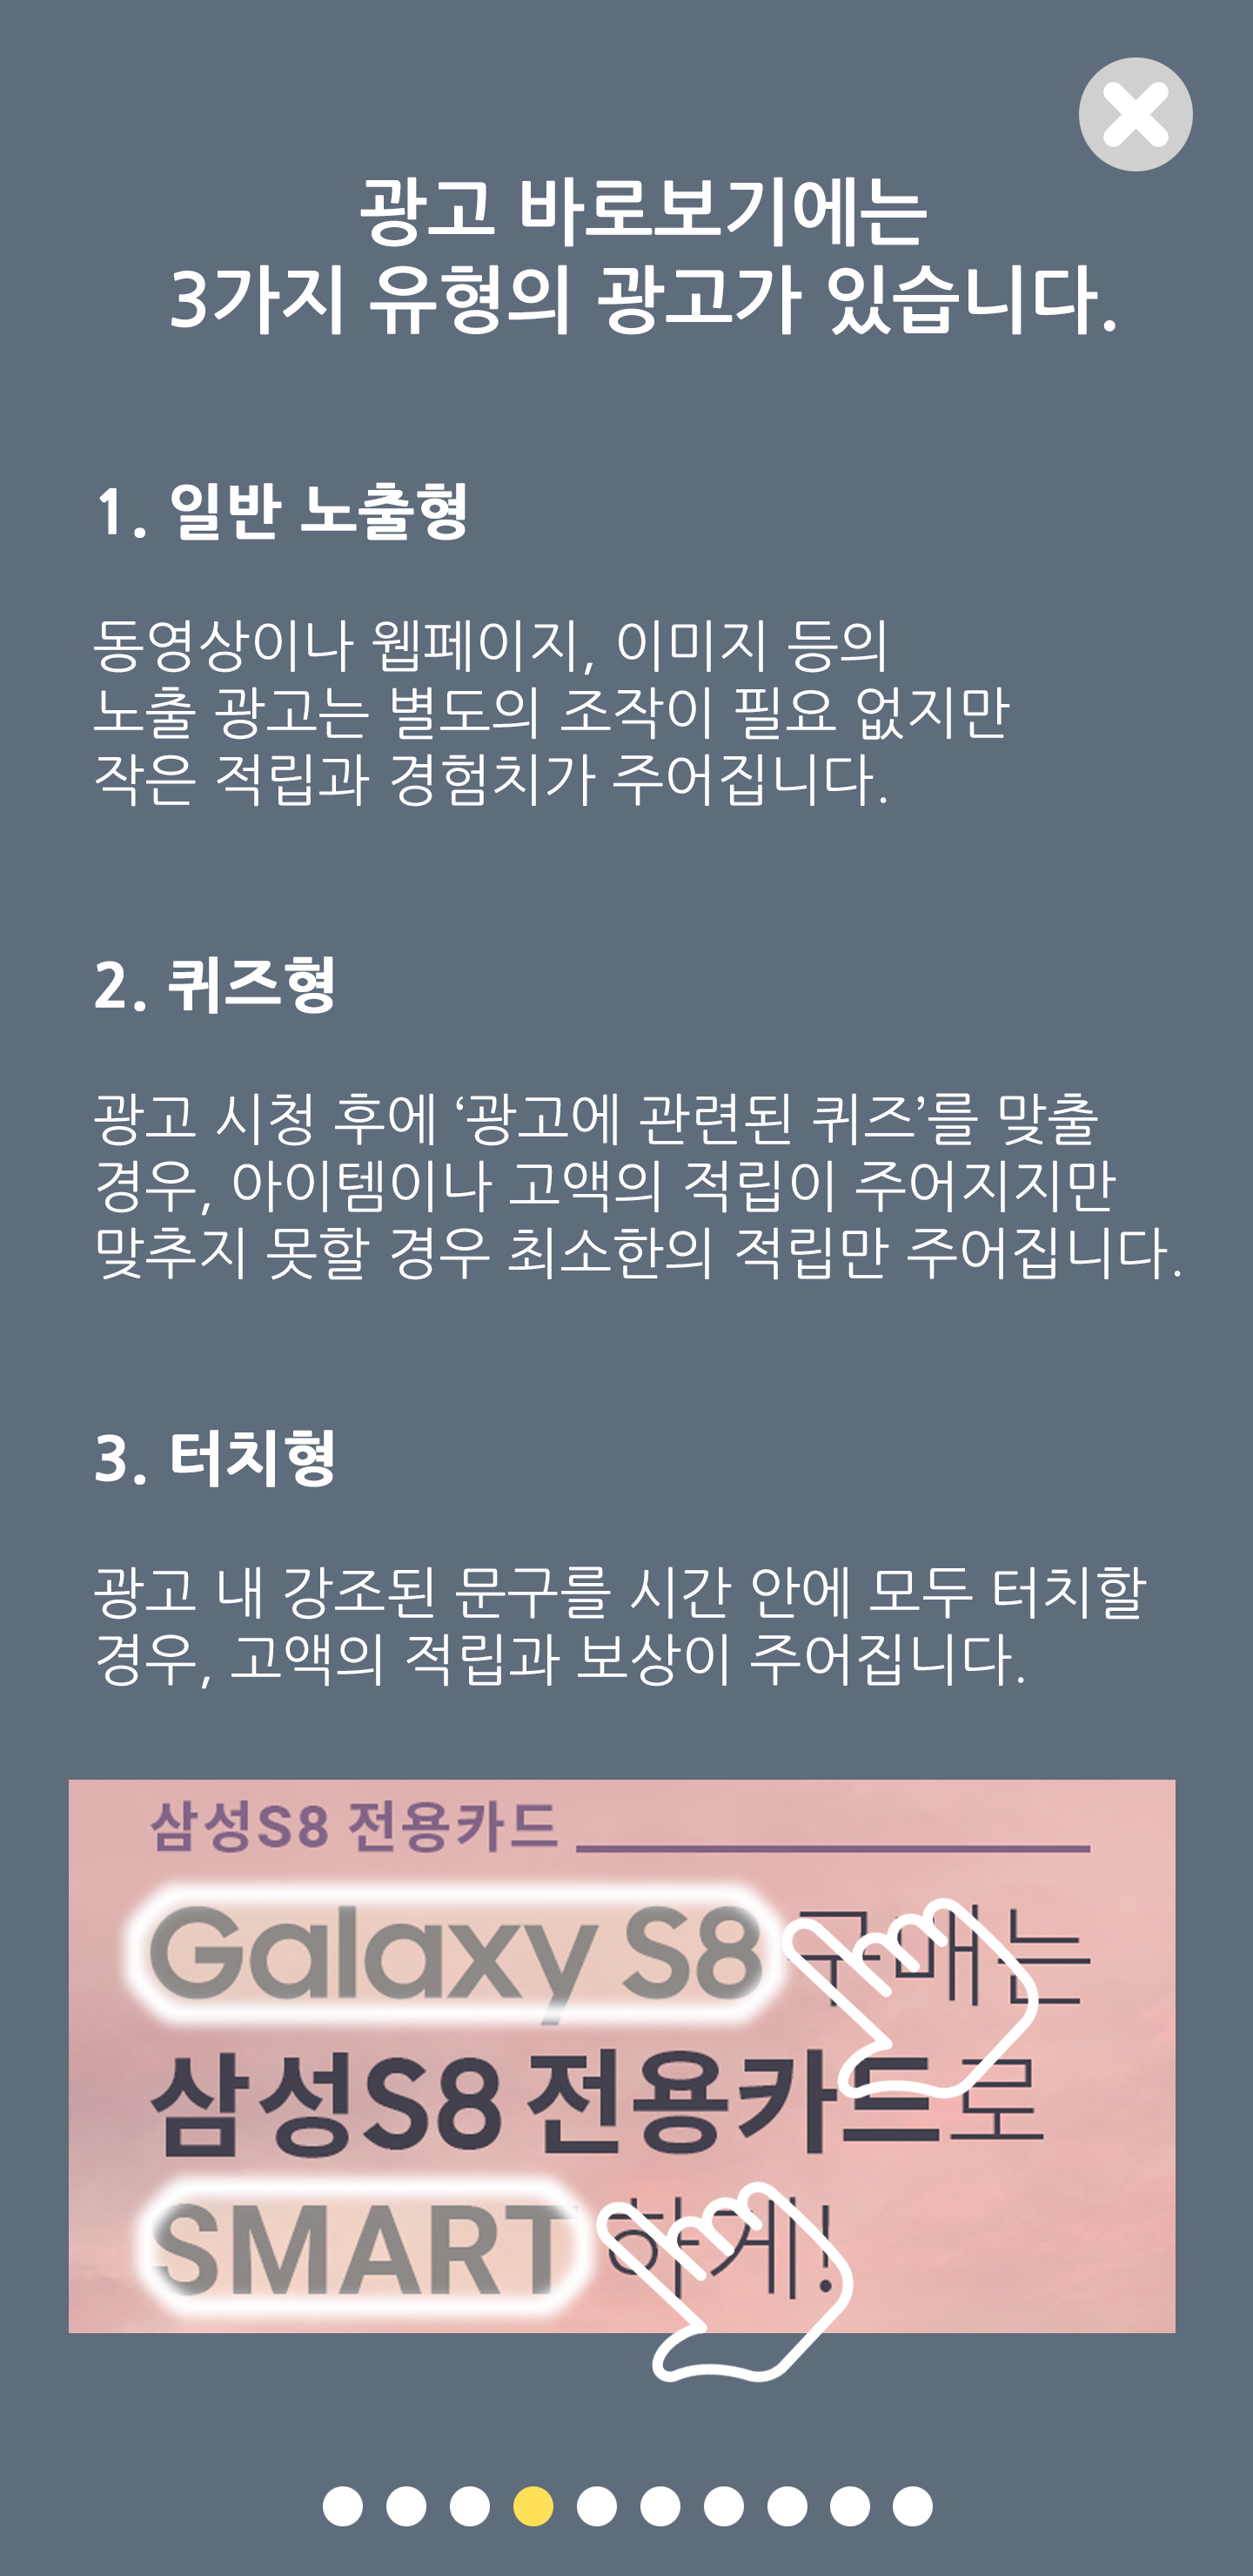 광고 바로보기에는
3가지 유형의 광고가 있습니다.
1. 일반 노출형
동영상이나 웹페이지, 이미지 등의
노출 광고는 별도의 조작이 필요 없지만
작은 적립과 경험치가 주어집니다.
2. 퀴즈형
광고 시청 후에 ‘광고에 관련된 퀴즈’를 맞출
경우, 아이템이나 고액의 적립이 주어지지만
맞추지 못할 경우 최소한의 적립만 주어집니다.
3. 터치형
광고 내 강조된 문구를 시간 안에 모두 터치할
경우, 고액의 적립과 보상이 주어집니다.
삼성S8 전용카드
Galaxy S8 구매는
삼성S8 전용카드로
SMART하게!